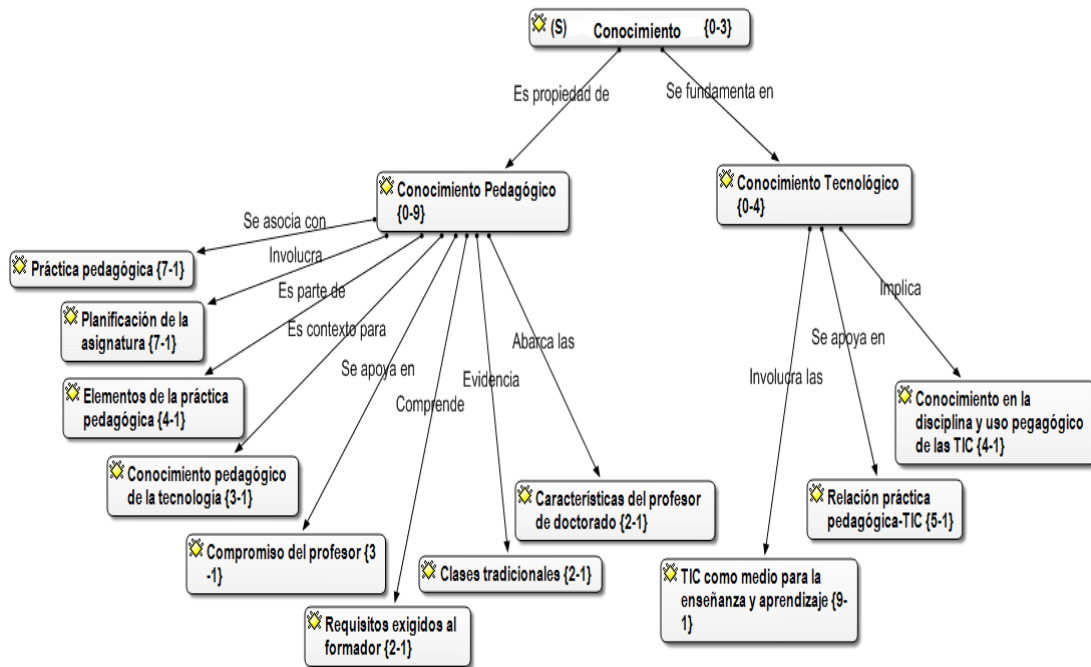 (S) Conocimiento {0-3}
Es propiedad de
Se fundamenta en
Conocimiento Pedagógico
{0-9}
Conocimiento Tecnológico
{0-4}
Se asocia con
Práctica pedagógica {7-1}
Involucra
Planificación de la
asignatura {7-1}
Es parte de
Elementos de la práctica
pedagógica {4-1}
Es contexto para
Conocimiento pedagógico
de la tecnología {3-1}
Se apoya en
Compromiso del profesor {3
-1}
Comprende
Requisitos exigidos al
formador {2-1}
Evidencia
Clases tradicionales {2-1}
Abarca las
Características del profesor
de doctorado {2-1}
Involucra las
TIC como medio para la
enseñanza y aprendizaje {9-
1}
Se apoya en
Relación práctica
pedagógica-TIC {5-1}
Implica
Conocimiento en la
disciplina y uso pegagógico
de las TIC {4-1}